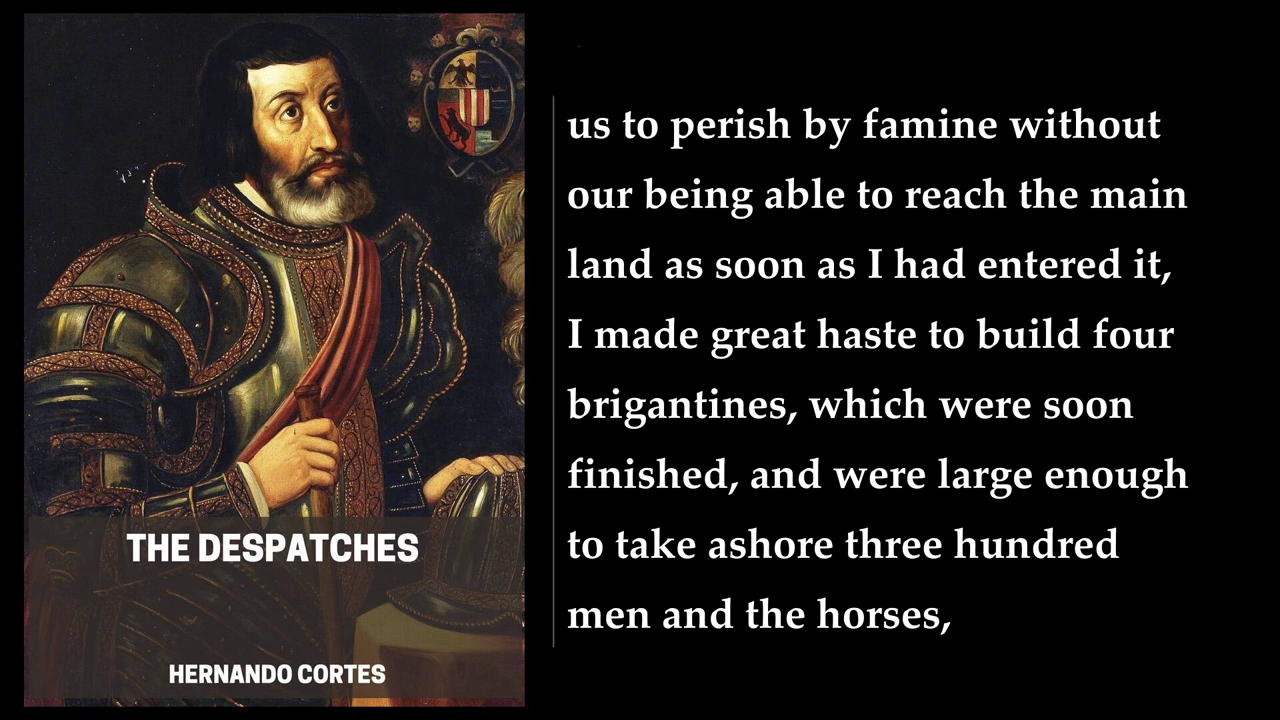 THE DESPATCHES
HERNANDO CORTES
us to perish by famine without
our being able to reach the main
land as soon as I had entered it,
I made great haste to build four
brigantines, which were soon
finished, and were large enough
to take ashore three hundred
men and the horses,